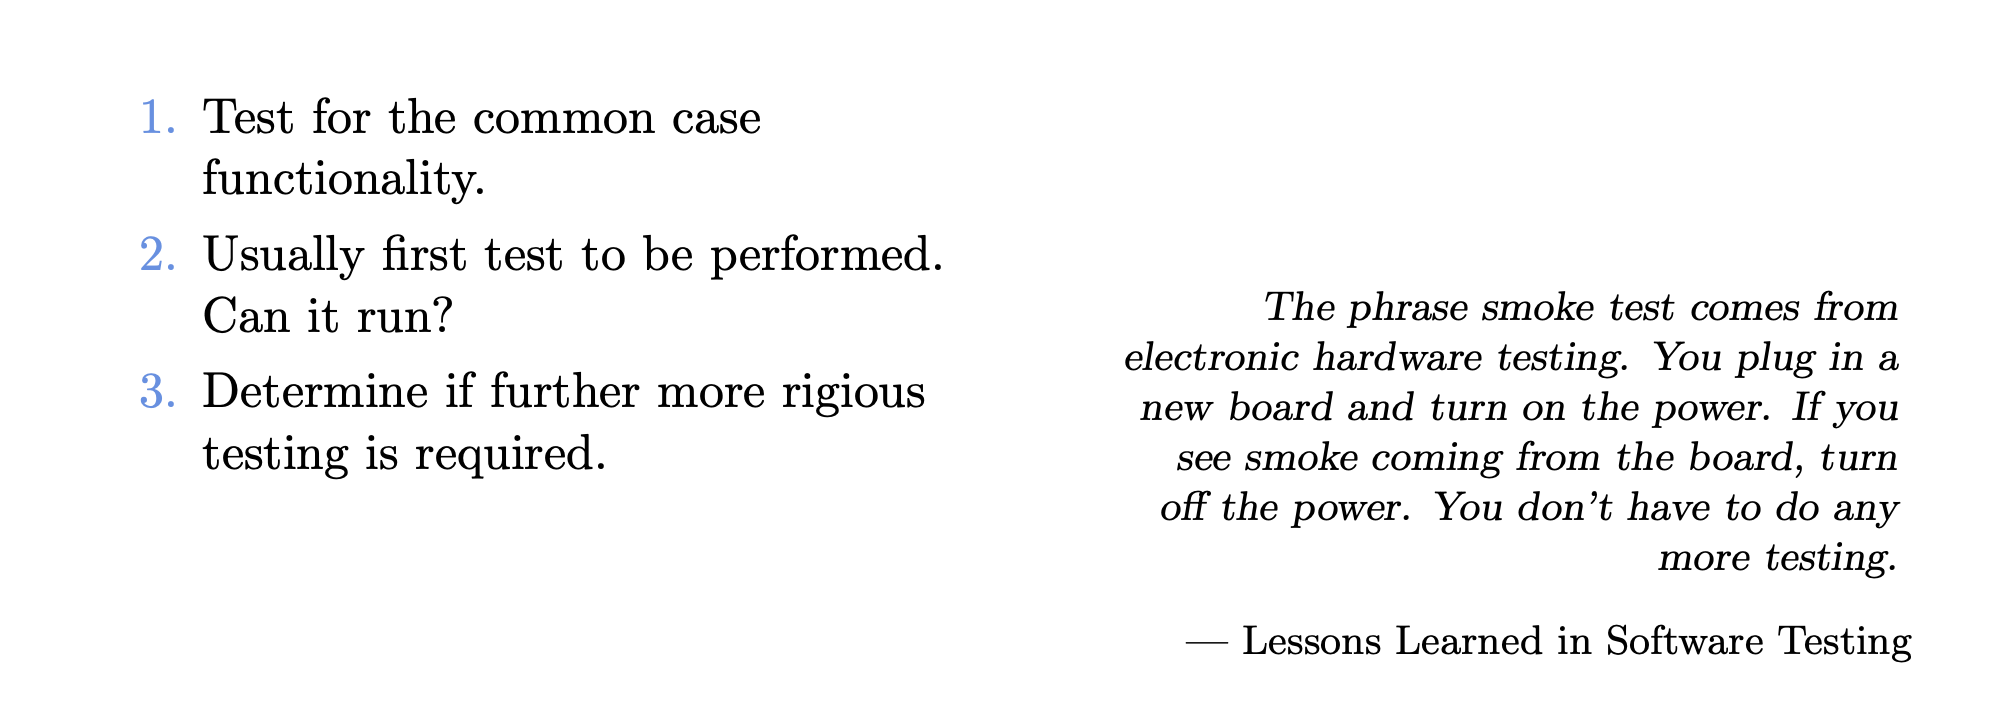 1. Test for the common case
functionality.
2. Usually first test to be performed.
Can it run?
3. Determine if further more rigious
testing is required.
The phrase smoke test comes from
electronic hardware testing. You plug in a
new board and turn on the power. If you
see smoke coming from the board, turn
off the power. You don't have to do any
more testing.
— Lessons Learned in Software Testing